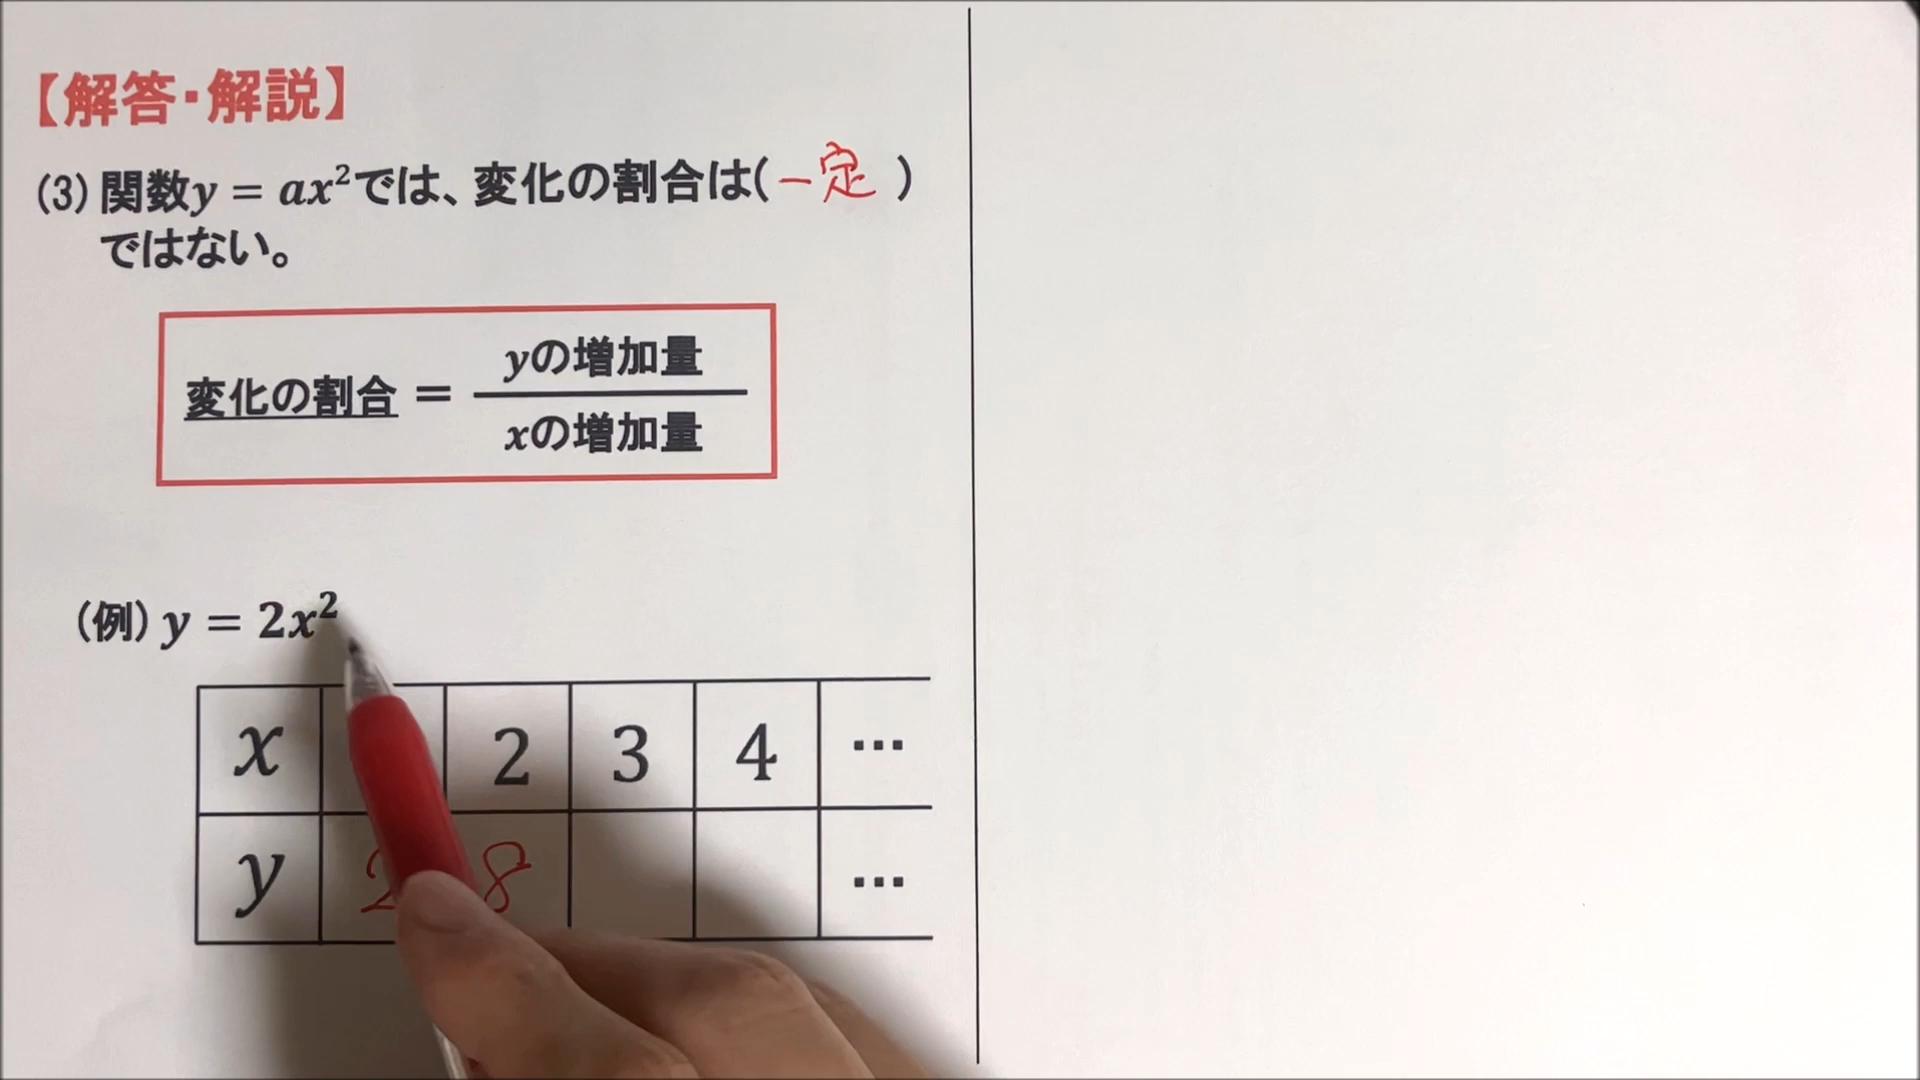 【解答・解説】
(3) 関数y = ax²では、変化の割合は(一定)
ではない。
変化の割合 = yの増加量
xの増加量
(例) y = 2x²
x 2 3 4 …
y 2 8 …